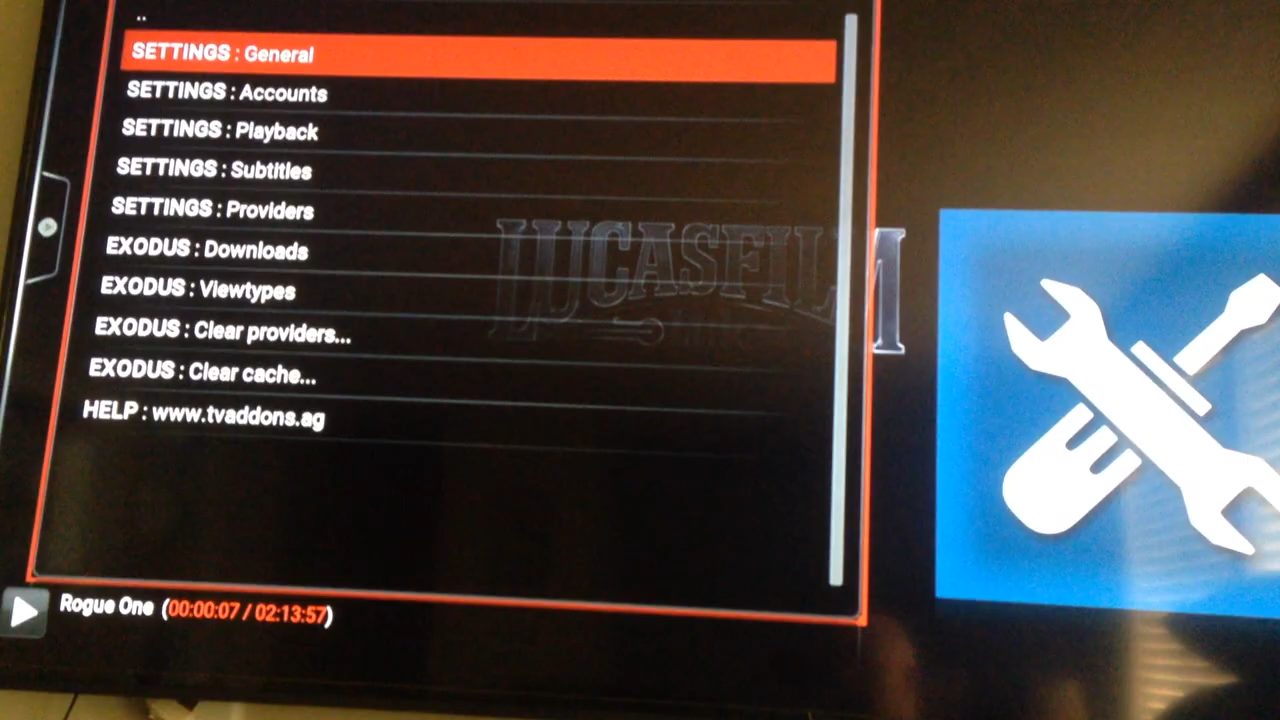 ..
SETTINGS : General
SETTINGS : Accounts
SETTINGS : Playback
SETTINGS : Subtitles
SETTINGS : Providers
EXODUS : Downloads
EXODUS : Viewtypes
EXODUS : Clear providers...
EXODUS : Clear cache...
HELP : www.tvaddons.ag
LUCASFILM
Rogue One (00:00:07 / 02:13:57)